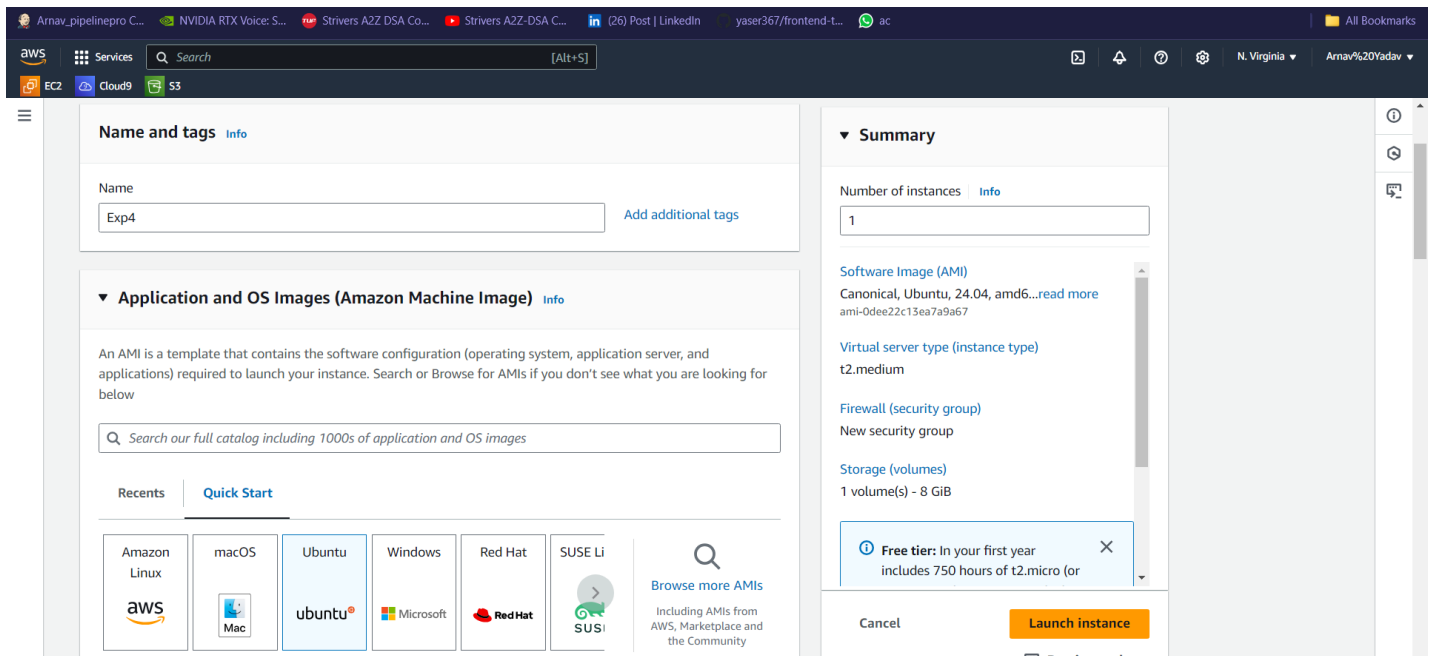 Arnav_pipelinepro C...
NVIDIA RTX Voice: S...
Strivers A2Z DSA Co...
Strivers A2Z-DSA C...
(26) Post | LinkedIn
yaser367/frontend-t...
ac
All Bookmarks
aws
Services
Search
[Alt+S]
N. Virginia
Arnav%20Yadav
EC2
Cloud9
S3
Name and tags Info
Name
Exp4
Add additional tags
Application and OS Images (Amazon Machine Image) Info
An AMI is a template that contains the software configuration (operating system, application server, and
applications) required to launch your instance. Search or Browse for AMIs if you don't see what you are looking for
below
Search our full catalog including 1000s of application and OS images
Recents
Quick Start
Amazon
Linux
aws
macOS
Mac
Ubuntu
ubuntu
Windows
Microsoft
Red Hat
Red Hat
SUSE Li
SUS
Browse more AMIs
Including AMIs from
AWS, Marketplace and
the Community
Summary
Number of instances Info
1
Software Image (AMI)
Canonical, Ubuntu, 24.04, amd6...read more
ami-0dee22c13ea7a9a67
Virtual server type (instance type)
t2.medium
Firewall (security group)
New security group
Storage (volumes)
1 volume(s) - 8 GiB
Free tier: In your first year
includes 750 hours of t2.micro (or
Cancel
Launch instance